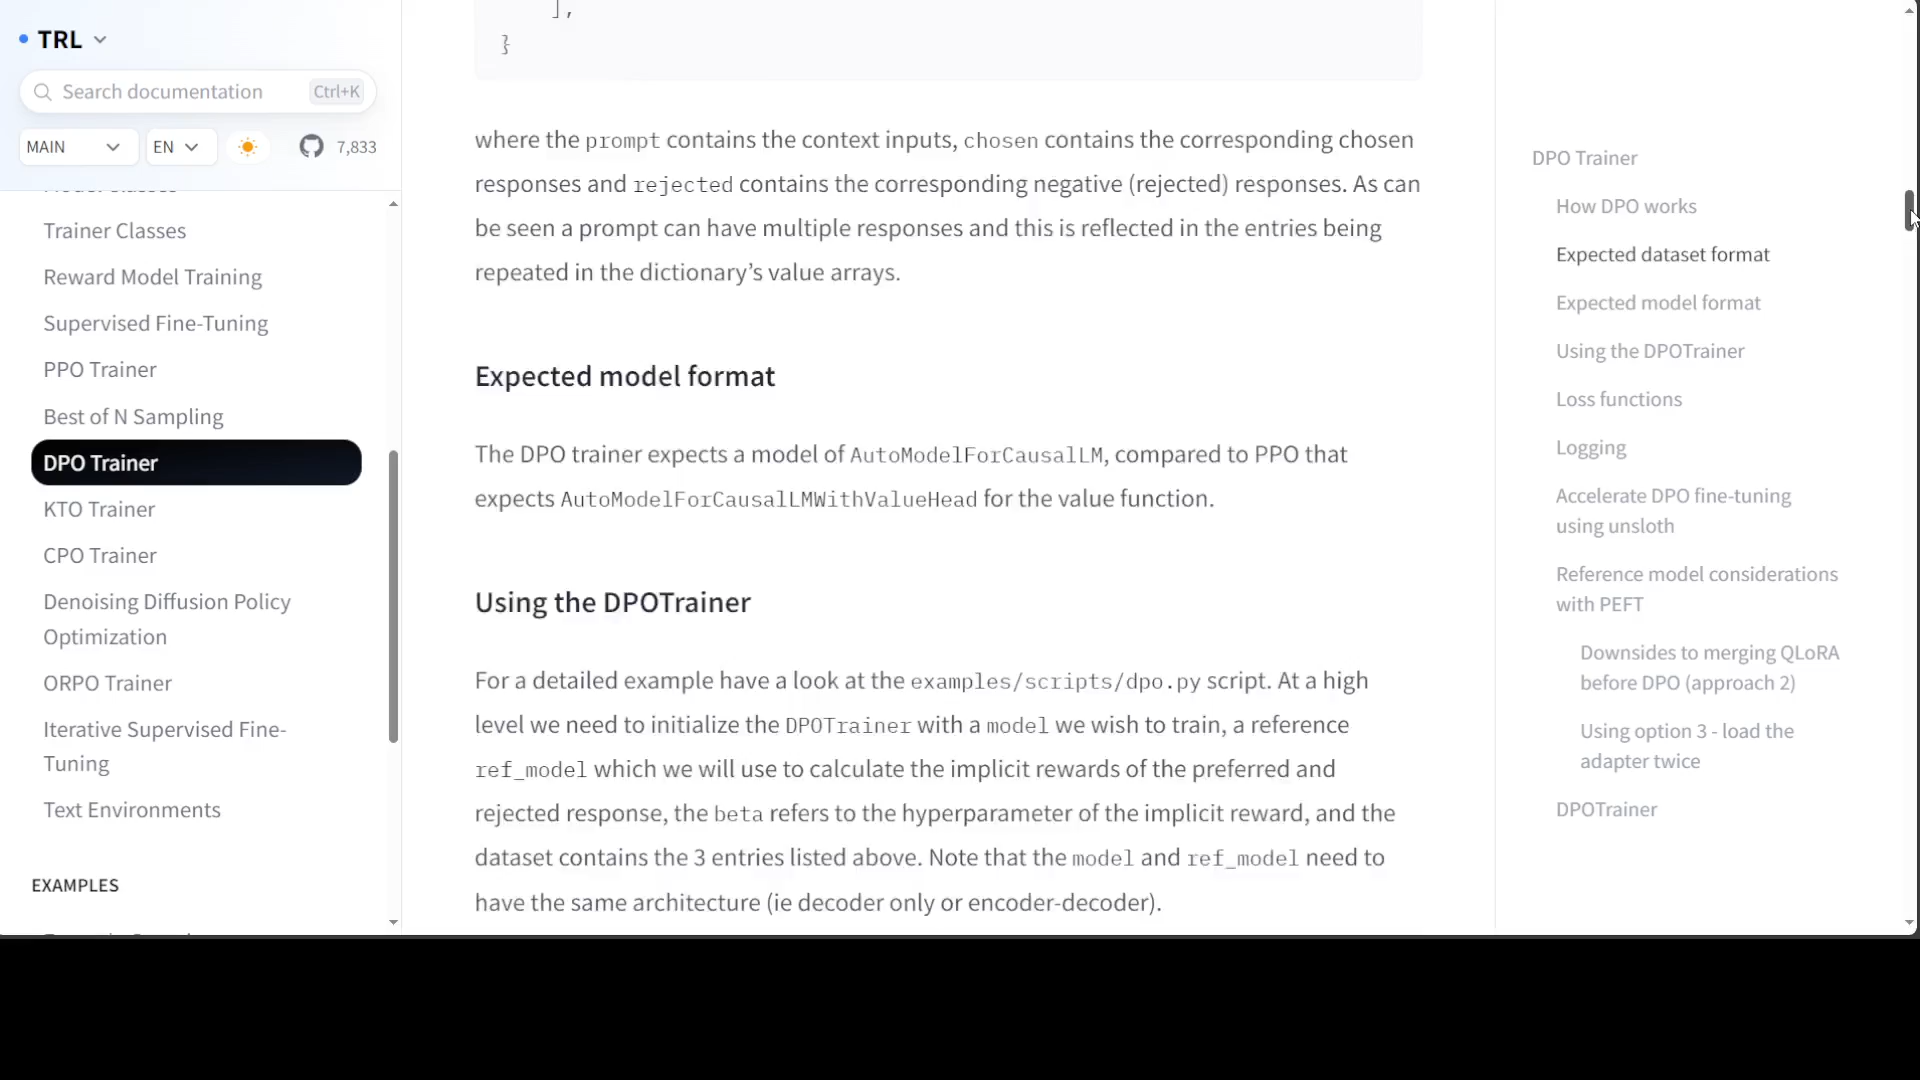 TRL
Search documentation Ctrl+K
MAIN EN 7,833
Trainer Classes
Reward Model Training
Supervised Fine-Tuning
PPO Trainer
Best of N Sampling
DPO Trainer
KTO Trainer
CPO Trainer
Denoising Diffusion Policy
Optimization
ORPO Trainer
Iterative Supervised Fine-
Tuning
Text Environments
EXAMPLES
],
}
where the prompt contains the context inputs, chosen contains the corresponding chosen
responses and rejected contains the corresponding negative (rejected) responses. As can
be seen a prompt can have multiple responses and this is reflected in the entries being
repeated in the dictionary’s value arrays.
Expected model format
The DPO trainer expects a model of AutoModelForCausalLM, compared to PPO that
expects AutoModelForCausalLMWithValueHead for the value function.
Using the DPOTrainer
For a detailed example have a look at the examples/scripts/dpo.py script. At a high
level we need to initialize the DPOTrainer with a model we wish to train, a reference
ref_model which we will use to calculate the implicit rewards of the preferred and
rejected response, the beta refers to the hyperparameter of the implicit reward, and the
dataset contains the 3 entries listed above. Note that the model and ref_model need to
have the same architecture (ie decoder only or encoder-decoder).
DPO Trainer
How DPO works
Expected dataset format
Expected model format
Using the DPOTrainer
Loss functions
Logging
Accelerate DPO fine-tuning
using unsloth
Reference model considerations
with PEFT
Downsides to merging QLoRA
before DPO (approach 2)
Using option 3 - load the
adapter twice
DPOTrainer